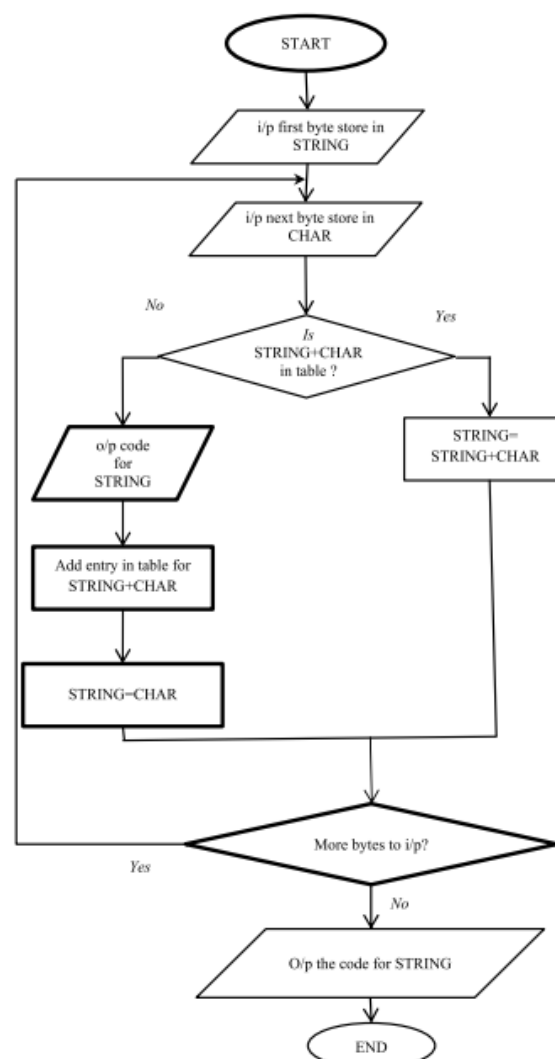 START
i/p first byte store in
STRING
i/p next byte store in
CHAR
No
Yes
Is
STRING+CHAR
in table ?
o/p code
for
STRING
STRING=
STRING+CHAR
Add entry in table for
STRING+CHAR
STRING=CHAR
More bytes to i/p?
Yes
No
O/p the code for STRING
END